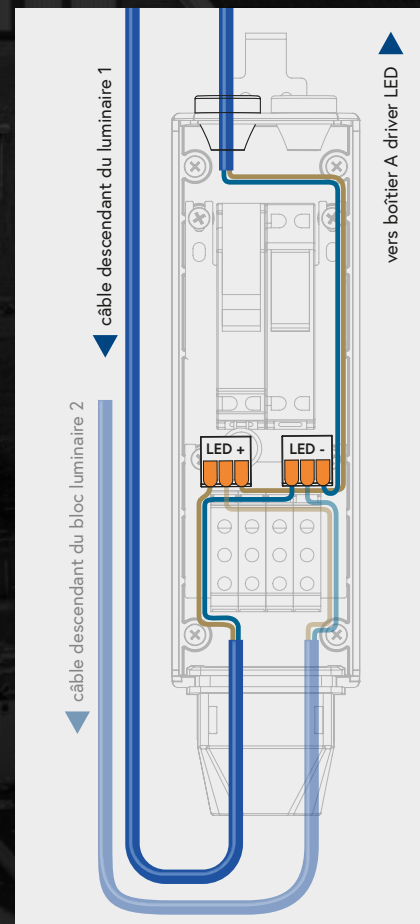 câble descendant du luminaire 1
câble descendant du bloc luminaire 2
vers boîtier A driver LED
LED +
LED -